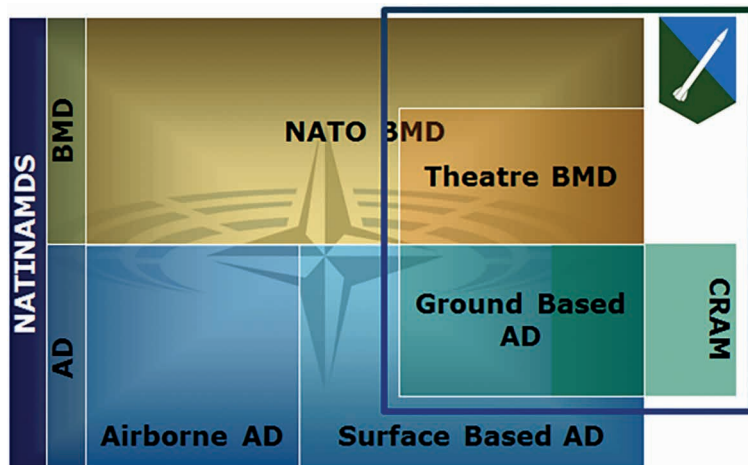 NATINAMDS
BMD
NATO BMD
Theatre BMD
AD
Ground Based
AD
CRAM
Airborne AD
Surface Based AD